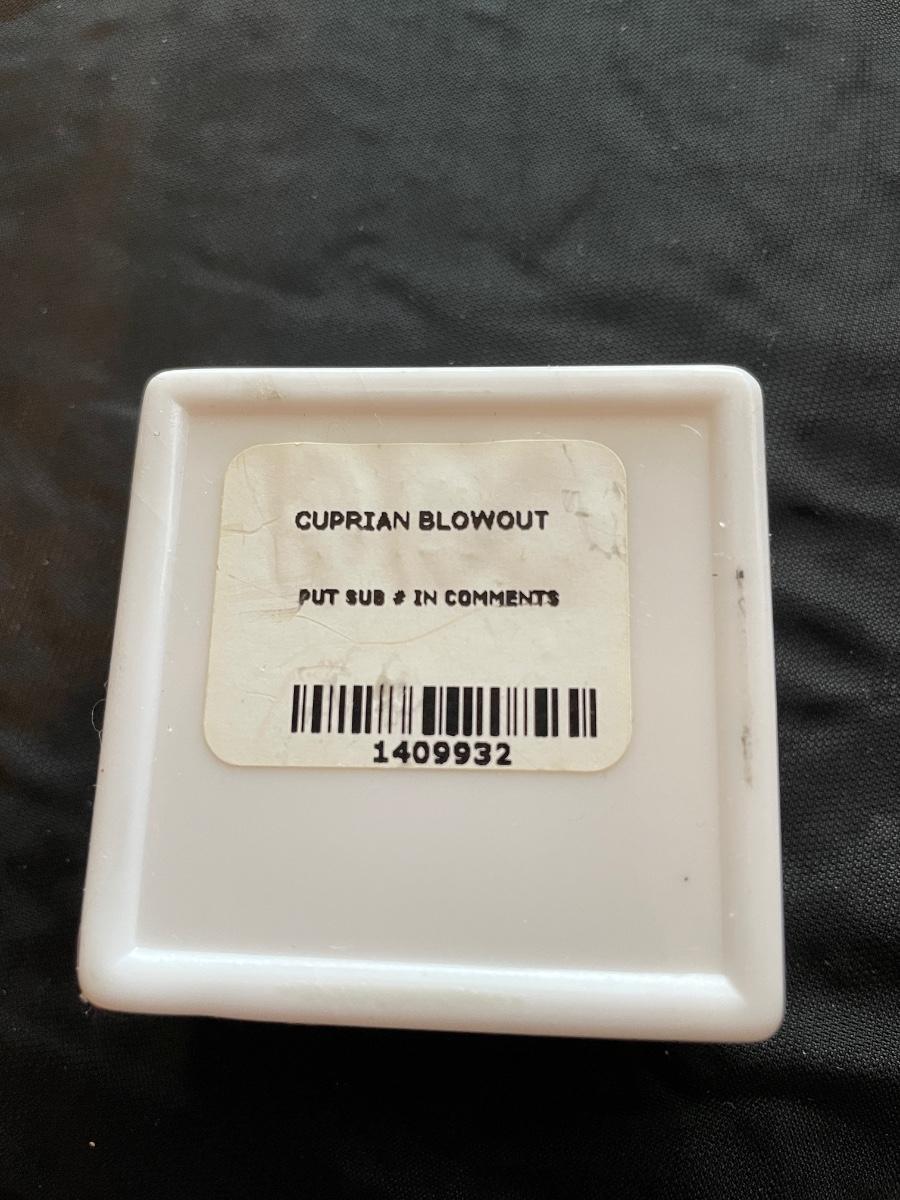 CUPRIAN BLOWOUT
PUT SUB # IN COMMENTS
1409932